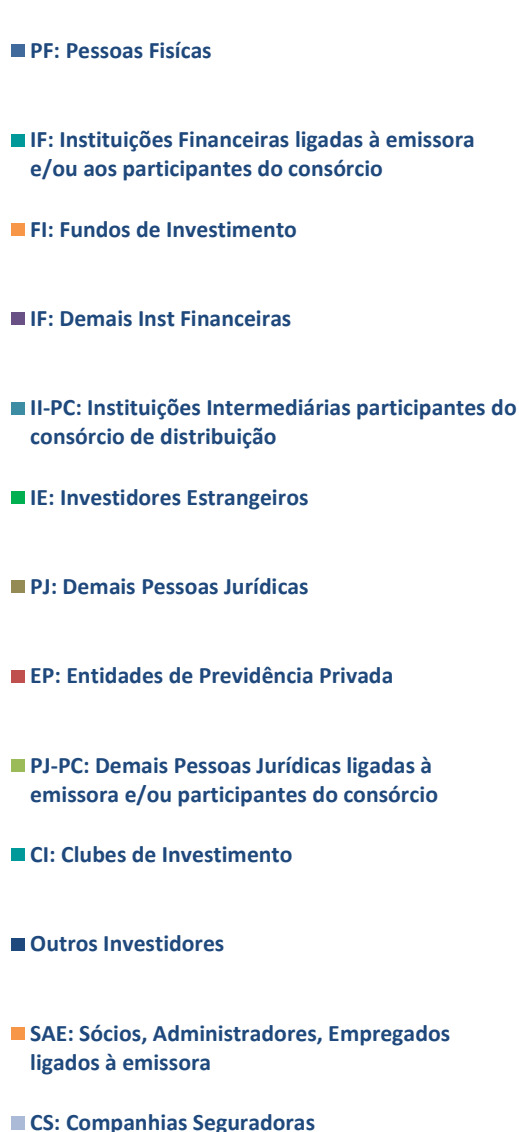 PF: Pessoas Fisícas
IF: Instituições Financeiras ligadas à emissora
e/ou aos participantes do consórcio
FI: Fundos de Investimento
IF: Demais Inst Financeiras
II-PC: Instituições Intermediárias participantes do
consórcio de distribuição
IE: Investidores Estrangeiros
PJ: Demais Pessoas Jurídicas
EP: Entidades de Previdência Privada
PJ-PC: Demais Pessoas Jurídicas ligadas à
emissora e/ou participantes do consórcio
CI: Clubes de Investimento
Outros Investidores
SAE: Sócios, Administradores, Empregados
ligados à emissora
CS: Companhias Seguradoras